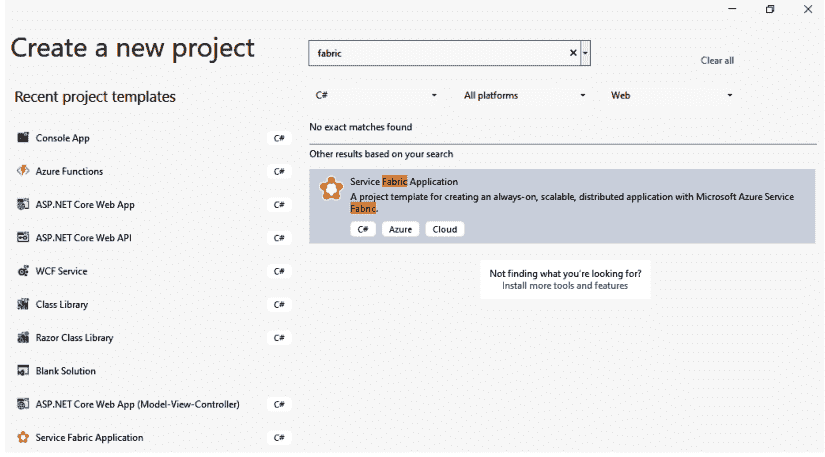 Create a new project
fabric
Clear all
Recent project templates
C#
All platforms
Web
Console App
C#
Azure Functions
C#
ASP.NET Core Web App
C#
ASP.NET Core Web API
C#
WCF Service
C#
Class Library
C#
Razor Class Library
C#
Blank Solution
ASP.NET Core Web App (Model-View-Controller)
C#
Service Fabric Application
C#
No exact matches found
Other results based on your search
Service Fabric Application
A project template for creating an always-on, scalable, distributed application with Microsoft Azure Service
Fabric.
C#
Azure
Cloud
Not finding what you're looking for?
Install more tools and features